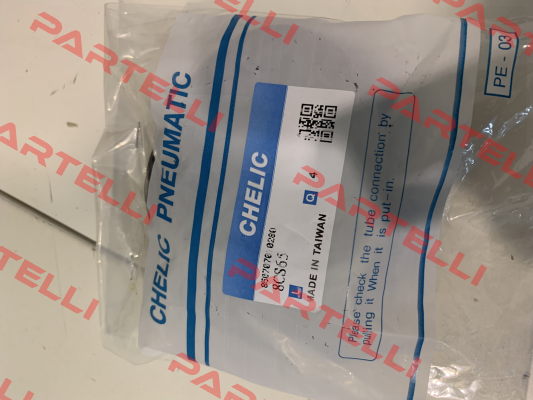 CHELIC PNEUMATIC
CHELIC
8CS65
MADE IN TAIWAN Q 4
L
Please check the tube connection by
pulling it When it is put-in.
PE-03
PARTELLI
PARTELLI
PARTELLI
PARTELLI
PARTELLI
PARTELLI